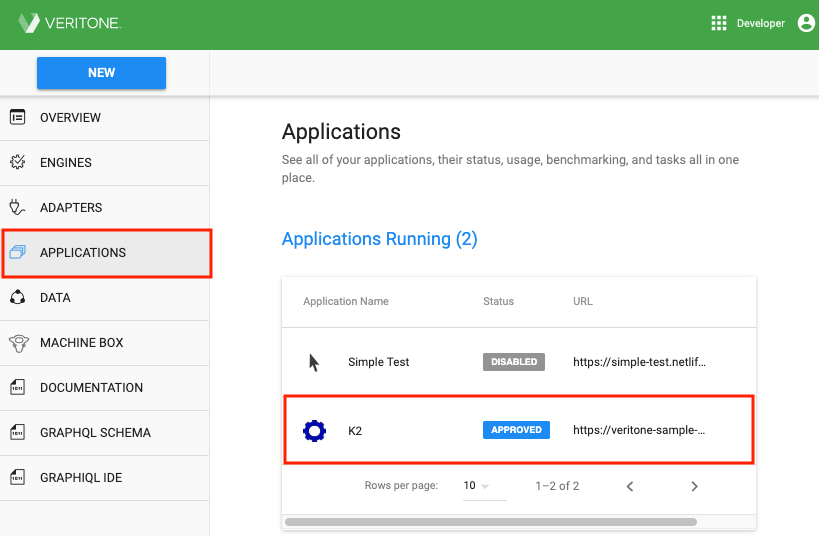 VERITONE
Developer
NEW
OVERVIEW
ENGINES
ADAPTERS
APPLICATIONS
DATA
MACHINE BOX
DOCUMENTATION
GRAPHQL SCHEMA
GRAPHIQL IDE
Applications
See all of your applications, their status, usage, benchmarking, and tasks all in one
place.
Applications Running (2)
Application Name Status URL
Simple Test DISABLED https://simple-test.netlif...
K2 APPROVED https://veritone-sample-...
Rows per page: 10 1–2 of 2